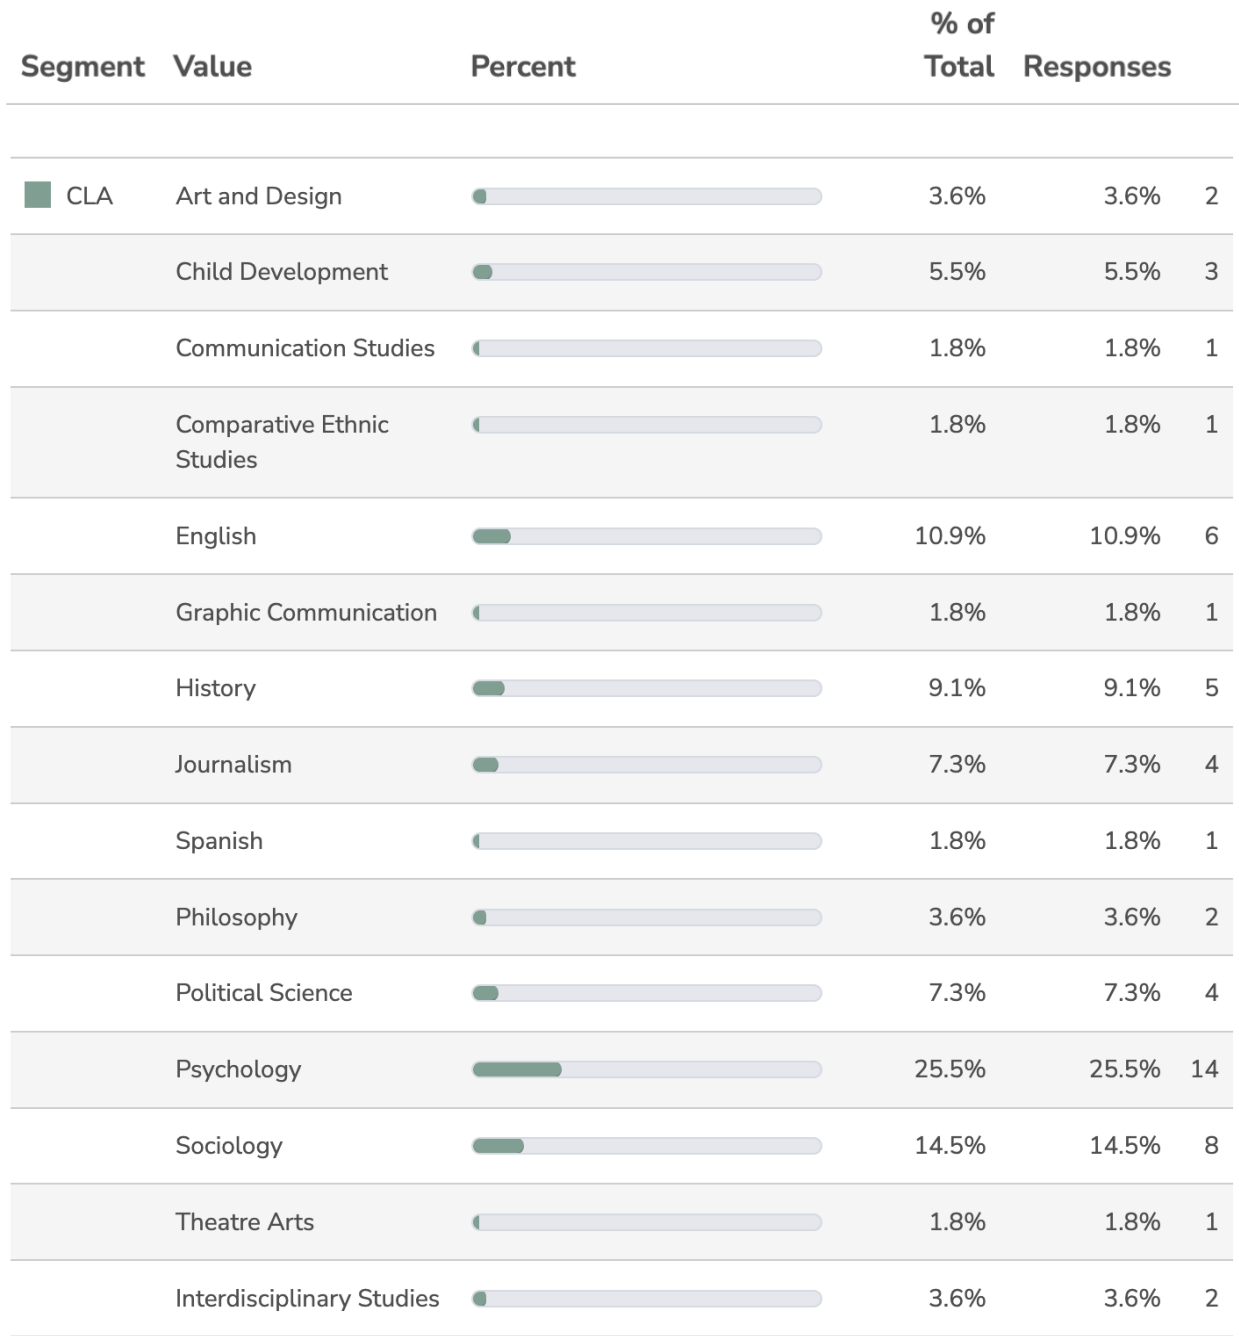 % of
Segment Value Percent Total Responses
CLA Art and Design 3.6% 3.6% 2
Child Development 5.5% 5.5% 3
Communication Studies 1.8% 1.8% 1
Comparative Ethnic 1.8% 1.8% 1
Studies
English 10.9% 10.9% 6
Graphic Communication 1.8% 1.8% 1
History 9.1% 9.1% 5
Journalism 7.3% 7.3% 4
Spanish 1.8% 1.8% 1
Philosophy 3.6% 3.6% 2
Political Science 7.3% 7.3% 4
Psychology 25.5% 25.5% 14
Sociology 14.5% 14.5% 8
Theatre Arts 1.8% 1.8% 1
Interdisciplinary Studies 3.6% 3.6% 2